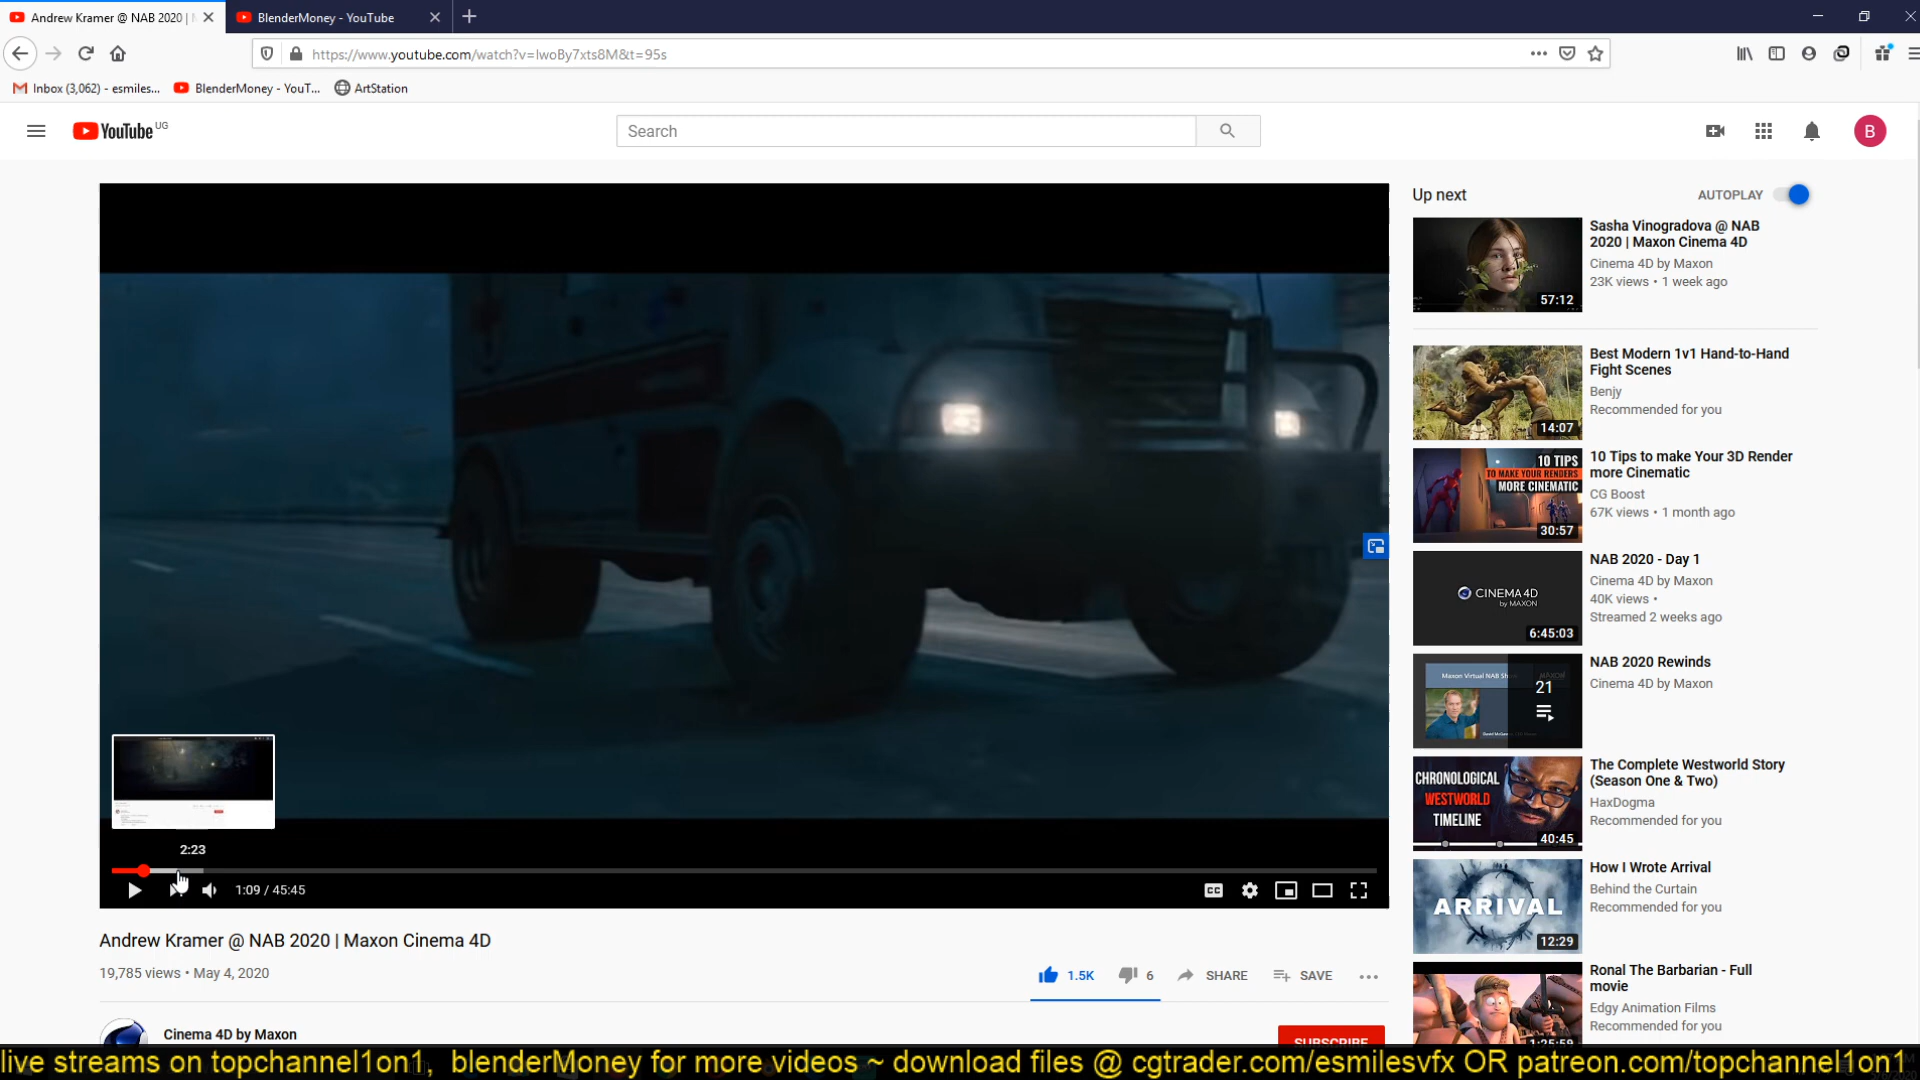 Andrew Kramer @ NAB 2020 |
BlenderMoney - YouTube
https://www.youtube.com/watch?v=IwoBy7xts8M&t=95s
Inbox (3,062) - esmiles...
BlenderMoney - YouT...
ArtStation
YouTube UG
Search
B
Up next
AUTOPLAY
Sasha Vinogradova @ NAB
2020 | Maxon Cinema 4D
Cinema 4D by Maxon
23K views • 1 week ago
57:12
Best Modern 1v1 Hand-to-Hand
Fight Scenes
Benjy
Recommended for you
14:07
10 Tips to make Your 3D Render
more Cinematic
CG Boost
67K views • 1 month ago
10 TIPS
TO MAKE YOUR RENDERS
MORE CINEMATIC
30:57
NAB 2020 - Day 1
Cinema 4D by Maxon
40K views •
Streamed 2 weeks ago
CINEMA 4D
by MAXON
6:45:03
NAB 2020 Rewinds
Cinema 4D by Maxon
21
The Complete Westworld Story
(Season One & Two)
HaxDogma
Recommended for you
CHRONOLOGICAL
WESTWORLD
TIMELINE
40:45
How I Wrote Arrival
Behind the Curtain
Recommended for you
ARRIVAL
12:29
Ronal The Barbarian - Full
movie
Edgy Animation Films
Recommended for you
1:25:59
2:23
1:09 / 45:45
Andrew Kramer @ NAB 2020 | Maxon Cinema 4D
19,785 views • May 4, 2020
1.5K
6
SHARE
SAVE
Cinema 4D by Maxon
SUBSCRIBE
live streams on topchannel1on1, blenderMoney for more videos ~ download files @ cgtrader.com/esmilesvfx OR patreon.com/topchannel1on1